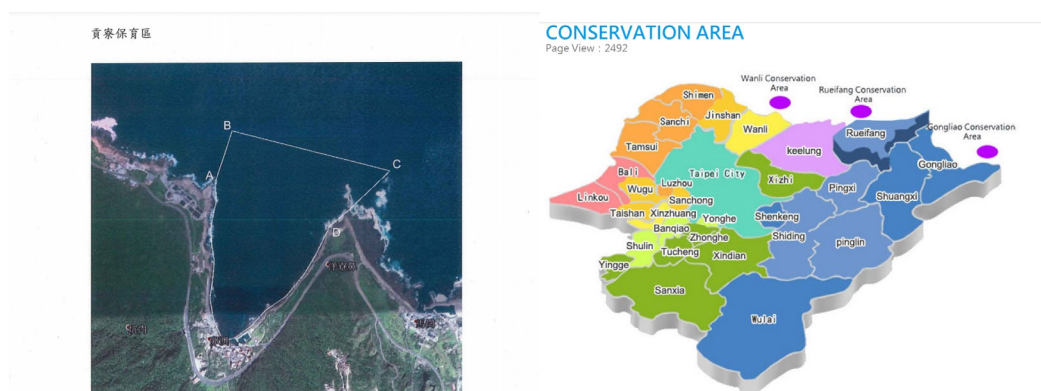 貢寮保育區
B
C
A
D
CONSERVATION AREA
Page View : 2492
Wanli Conservation
Area
Rueifang Conservation
Area
Gongliao Conservation
Area
Shimen
Jinshan
Sanchi
Wanli
Rueifang
Tamsui
keelung
Gongliao
Bali
Taipei City
Xizhi
Luzhou
Wugu
Pingxi
Linkou
Sanchong
Shuangxi
Taishan
Xinzhuang
Yonghe
Shenkeng
Banqiao
Zhonghe
Shiding
pinglin
Shulin
Tucheng
Xindian
Yingge
Sanxia
Wulai